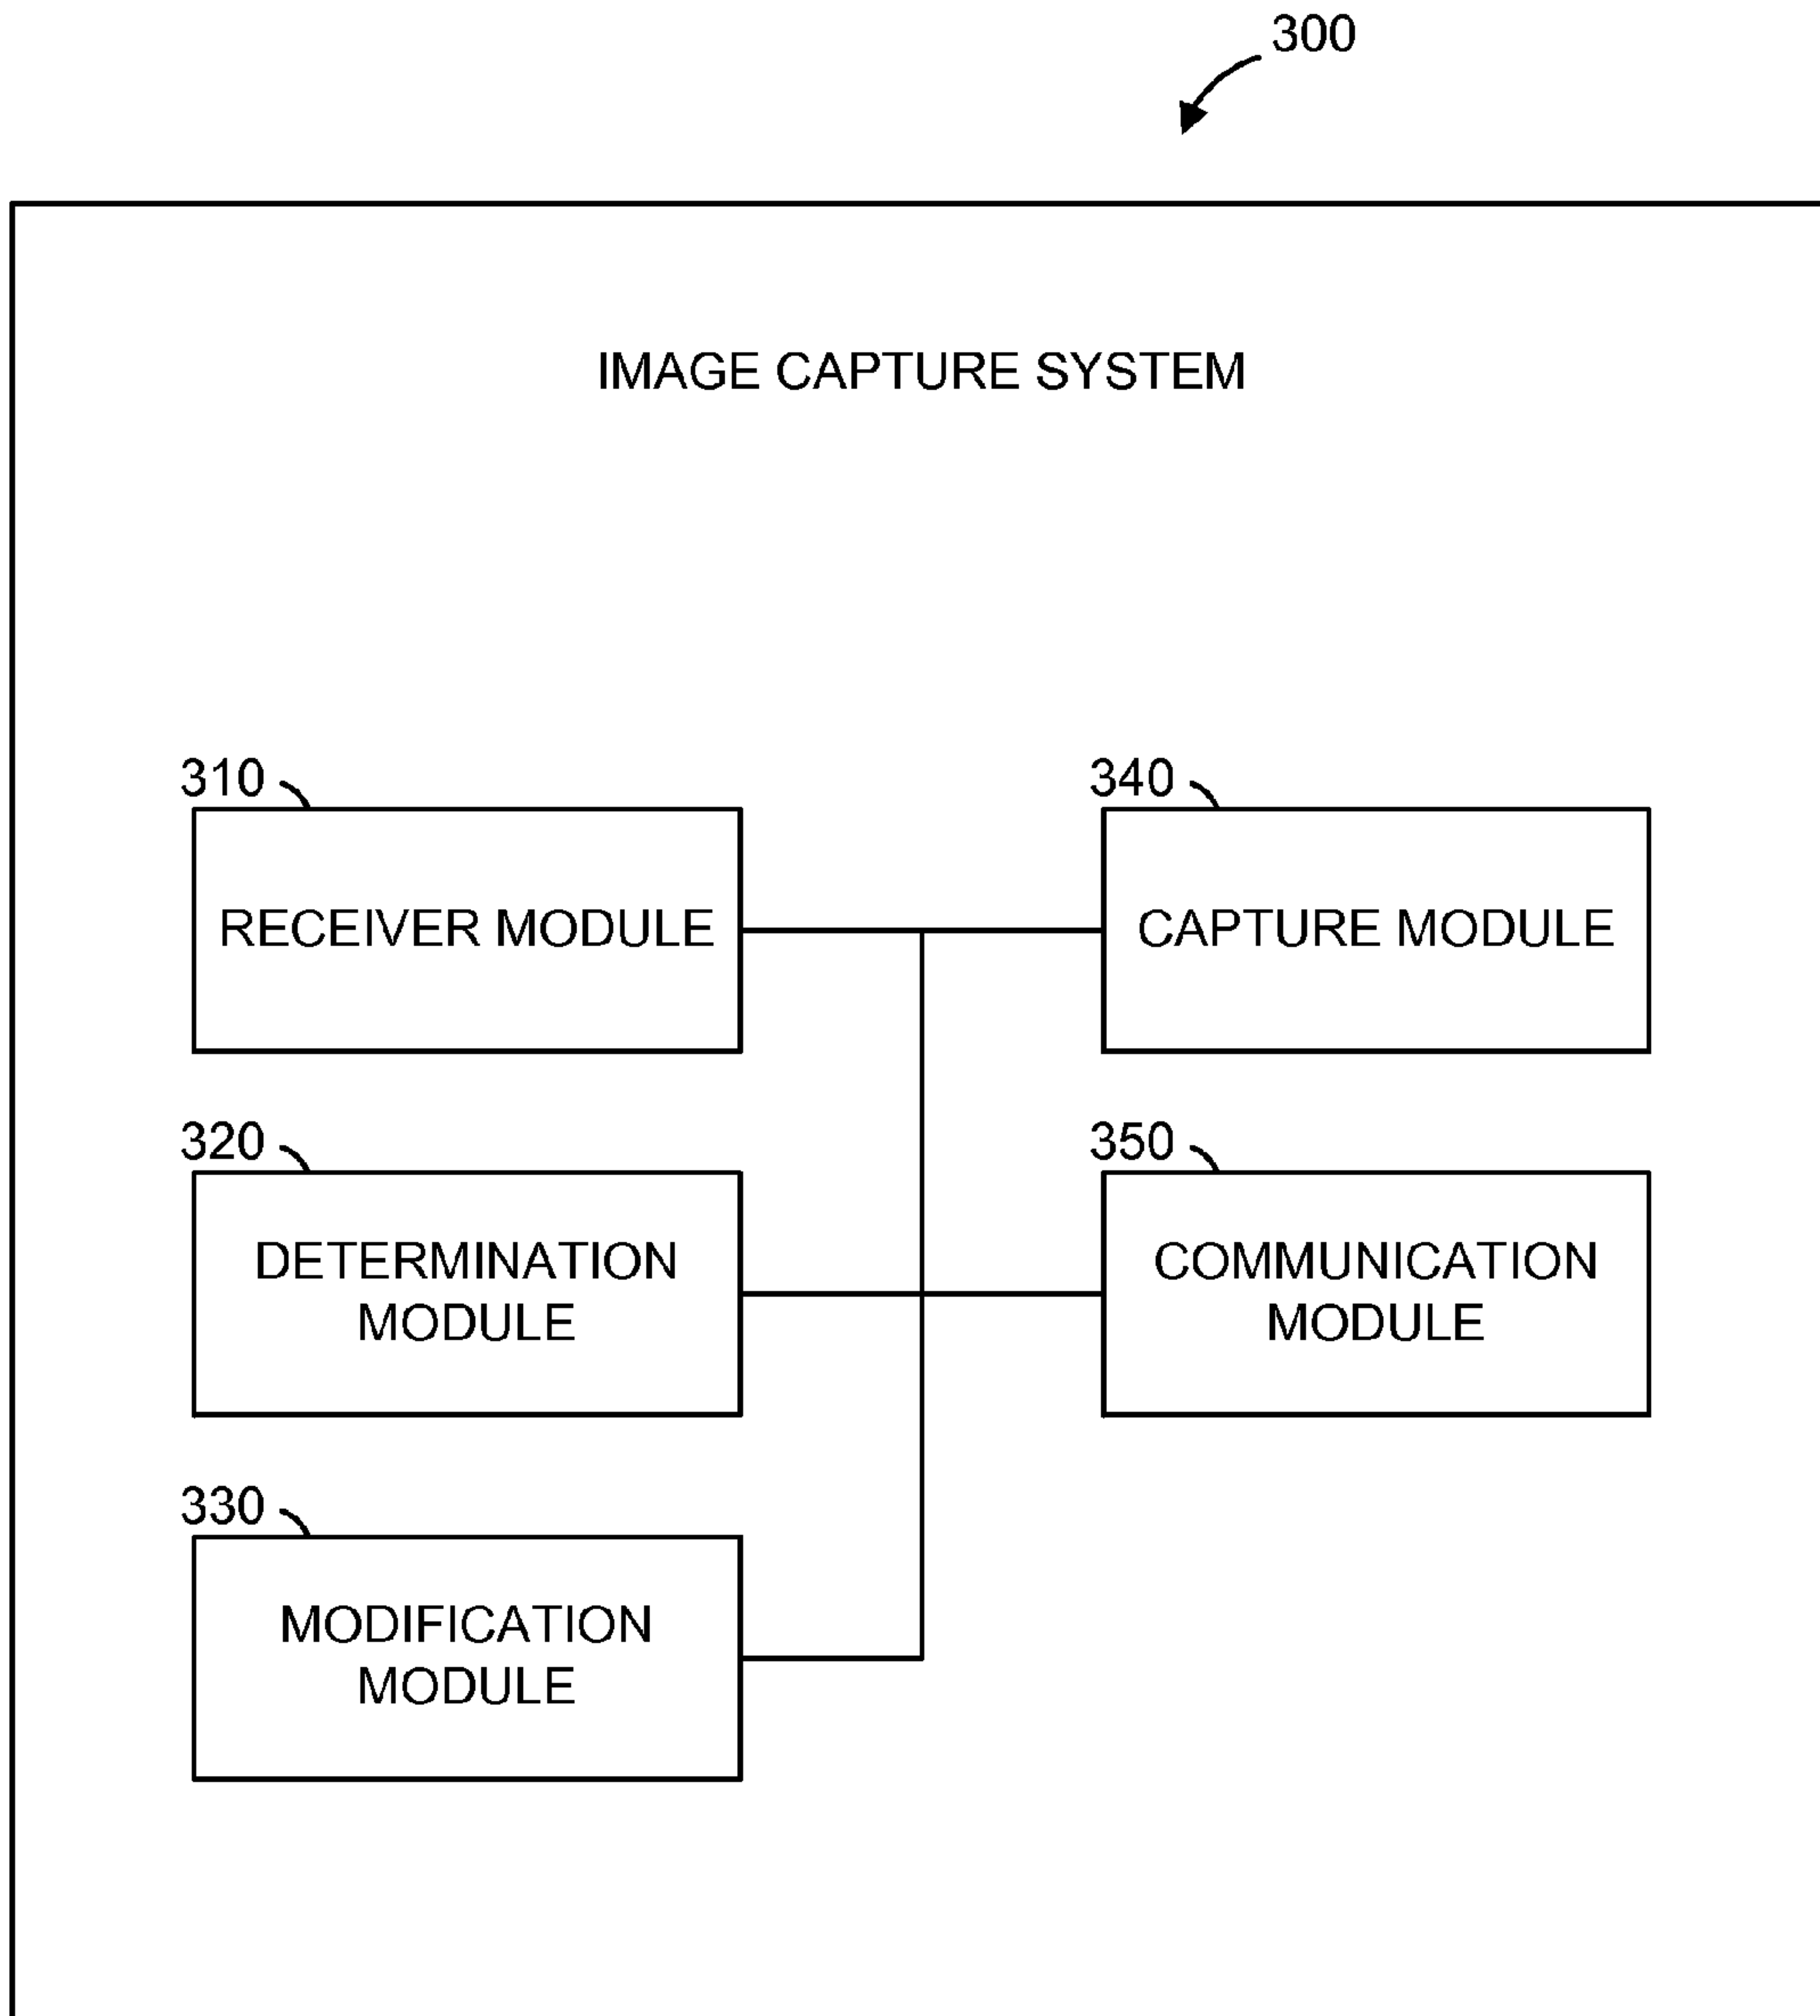 300
IMAGE CAPTURE SYSTEM
310
RECEIVER MODULE
340
CAPTURE MODULE
320
DETERMINATION
MODULE
350
COMMUNICATION
MODULE
330
MODIFICATION
MODULE